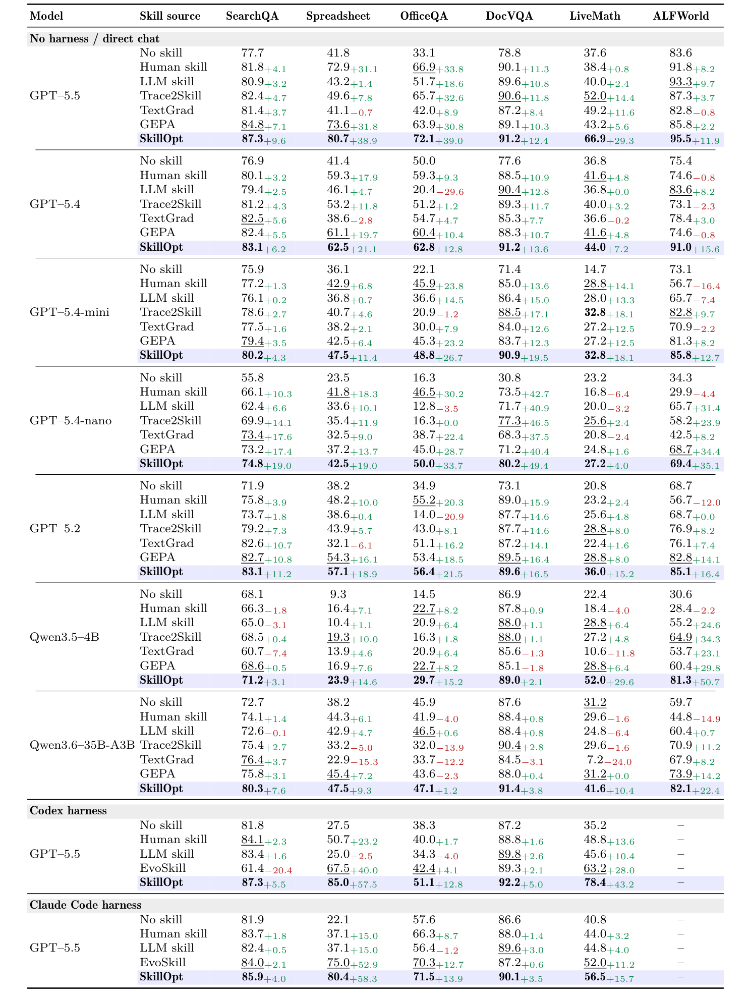 Model Skill source SearchQA Spreadsheet OfficeQA DocVQA LiveMath ALFWorld
No harness / direct chat
No skill 77.7 41.8 33.1 78.8 37.6 83.6
Human skill 81.8+4.1 72.9+31.1 66.9+33.8 90.1+11.3 38.4+0.8 91.8+8.2
LLM skill 80.9+3.2 43.2+1.4 51.7+18.6 89.6+10.8 40.0+2.4 93.3+9.7
GPT–5.5 Trace2Skill 82.4+4.7 49.6+7.8 65.7+32.6 90.6+11.8 52.0+14.4 87.3+3.7
TextGrad 81.4+3.7 41.1−0.7 42.0+8.9 87.2+8.4 49.2+11.6 82.8−0.8
GEPA 84.8+7.1 73.6+31.8 63.9+30.8 89.1+10.3 43.2+5.6 85.8+2.2
SkillOpt 87.3+9.6 80.7+38.9 72.1+39.0 91.2+12.4 66.9+29.3 95.5+11.9
No skill 76.9 41.4 50.0 77.6 36.8 75.4
Human skill 80.1+3.2 59.3+17.9 59.3+9.3 88.5+10.9 41.6+4.8 74.6−0.8
LLM skill 79.4+2.5 46.1+4.7 20.4−29.6 90.4+12.8 36.8+0.0 83.6+8.2
GPT–5.4 Trace2Skill 81.2+4.3 53.2+11.8 51.2+1.2 89.3+11.7 40.0+3.2 73.1−2.3
TextGrad 82.5+5.6 38.6−2.8 54.7+4.7 85.3+7.7 36.6−0.2 78.4+3.0
GEPA 82.4+5.5 61.1+19.7 60.4+10.4 88.3+10.7 41.6+4.8 74.6−0.8
SkillOpt 83.1+6.2 62.5+21.1 62.8+12.8 91.2+13.6 44.0+7.2 91.0+15.6
No skill 75.9 36.1 22.1 71.4 14.7 73.1
Human skill 77.2+1.3 42.9+6.8 45.9+23.8 85.0+13.6 28.8+14.1 56.7−16.4
LLM skill 76.1+0.2 36.8+0.7 36.6+14.5 86.4+15.0 28.0+13.3 65.7−7.4
GPT–5.4-mini Trace2Skill 78.6+2.7 40.7+4.6 20.9−1.2 88.5+17.1 32.8+18.1 82.8+9.7
TextGrad 77.5+1.6 38.2+2.1 30.0+7.9 84.0+12.6 27.2+12.5 70.9−2.2
GEPA 79.4+3.5 42.5+6.4 45.3+23.2 83.7+12.3 27.2+12.5 81.3+8.2
SkillOpt 80.2+4.3 47.5+11.4 48.8+26.7 90.9+19.5 32.8+18.1 85.8+12.7
No skill 55.8 23.5 16.3 30.8 23.2 34.3
Human skill 66.1+10.3 41.8+18.3 46.5+30.2 73.5+42.7 16.8−6.4 29.9−4.4
LLM skill 62.4+6.6 33.6+10.1 12.8−3.5 71.7+40.9 20.0−3.2 65.7+31.4
GPT–5.4-nano Trace2Skill 69.9+14.1 35.4+11.9 16.3+0.0 77.3+46.5 25.6+2.4 58.2+23.9
TextGrad 73.4+17.6 32.5+9.0 38.7+22.4 68.3+37.5 20.8−2.4 42.5+8.2
GEPA 73.2+17.4 37.2+13.7 45.0+28.7 71.2+40.4 24.8+1.6 68.7+34.4
SkillOpt 74.8+19.0 42.5+19.0 50.0+33.7 80.2+49.4 27.2+4.0 69.4+35.1
No skill 71.9 38.2 34.9 73.1 20.8 68.7
Human skill 75.8+3.9 48.2+10.0 55.2+20.3 89.0+15.9 23.2+2.4 56.7−12.0
LLM skill 73.7+1.8 38.6+0.4 14.0−20.9 87.7+14.6 25.6+4.8 68.7+0.0
GPT–5.2 Trace2Skill 79.2+7.3 43.9+5.7 43.0+8.1 87.7+14.6 28.8+8.0 76.9+8.2
TextGrad 82.6+10.7 32.1−6.1 51.1+16.2 87.2+14.1 22.4+1.6 76.1+7.4
GEPA 82.7+10.8 54.3+16.1 53.4+18.5 89.5+16.4 28.8+8.0 82.8+14.1
SkillOpt 83.1+11.2 57.1+18.9 56.4+21.5 89.6+16.5 36.0+15.2 85.1+16.4
No skill 68.1 9.3 14.5 86.9 22.4 30.6
Human skill 66.3−1.8 16.4+7.1 22.7+8.2 87.8+0.9 18.4−4.0 28.4−2.2
LLM skill 65.0−3.1 10.4+1.1 20.9+6.4 88.0+1.1 28.8+6.4 55.2+24.6
Qwen3.5–4B Trace2Skill 68.5+0.4 19.3+10.0 16.3+1.8 88.0+1.1 27.2+4.8 64.9+34.3
TextGrad 60.7−7.4 13.9+4.6 20.9+6.4 85.6−1.3 10.6−11.8 53.7+23.1
GEPA 68.6+0.5 16.9+7.6 22.7+8.2 85.1−1.8 28.8+6.4 60.4+29.8
SkillOpt 71.2+3.1 23.9+14.6 29.7+15.2 89.0+2.1 52.0+29.6 81.3+50.7
No skill 72.7 38.2 45.9 87.6 31.2 59.7
Human skill 74.1+1.4 44.3+6.1 41.9−4.0 88.4+0.8 29.6−1.6 44.8−14.9
LLM skill 72.6−0.1 42.9+4.7 46.5+0.6 88.4+0.8 24.8−6.4 60.4+0.7
Qwen3.6–35B-A3B Trace2Skill 75.4+2.7 33.2−5.0 32.0−13.9 90.4+2.8 29.6−1.6 70.9+11.2
TextGrad 76.4+3.7 22.9−15.3 33.7−12.2 84.5−3.1 7.2−24.0 67.9+8.2
GEPA 75.8+3.1 45.4+7.2 43.6−2.3 88.0+0.4 31.2+0.0 73.9+14.2
SkillOpt 80.3+7.6 47.5+9.3 47.1+1.2 91.4+3.8 41.6+10.4 82.1+22.4
Codex harness
No skill 81.8 27.5 38.3 87.2 35.2 –
Human skill 84.1+2.3 50.7+23.2 40.0+1.7 88.8+1.6 48.8+13.6 –
GPT–5.5 LLM skill 83.4+1.6 25.0−2.5 34.3−4.0 89.8+2.6 45.6+10.4 –
EvoSkill 61.4−20.4 67.5+40.0 42.4+4.1 89.3+2.1 63.2+28.0 –
SkillOpt 87.3+5.5 85.0+57.5 51.1+12.8 92.2+5.0 78.4+43.2 –
Claude Code harness
No skill 81.9 22.1 57.6 86.6 40.8 –
Human skill 83.7+1.8 37.1+15.0 66.3+8.7 88.0+1.4 44.0+3.2 –
GPT–5.5 LLM skill 82.4+0.5 37.1+15.0 56.4−1.2 89.6+3.0 44.8+4.0 –
EvoSkill 84.0+2.1 75.0+52.9 70.3+12.7 87.2+0.6 52.0+11.2 –
SkillOpt 85.9+4.0 80.4+58.3 71.5+13.9 90.1+3.5 56.5+15.7 –